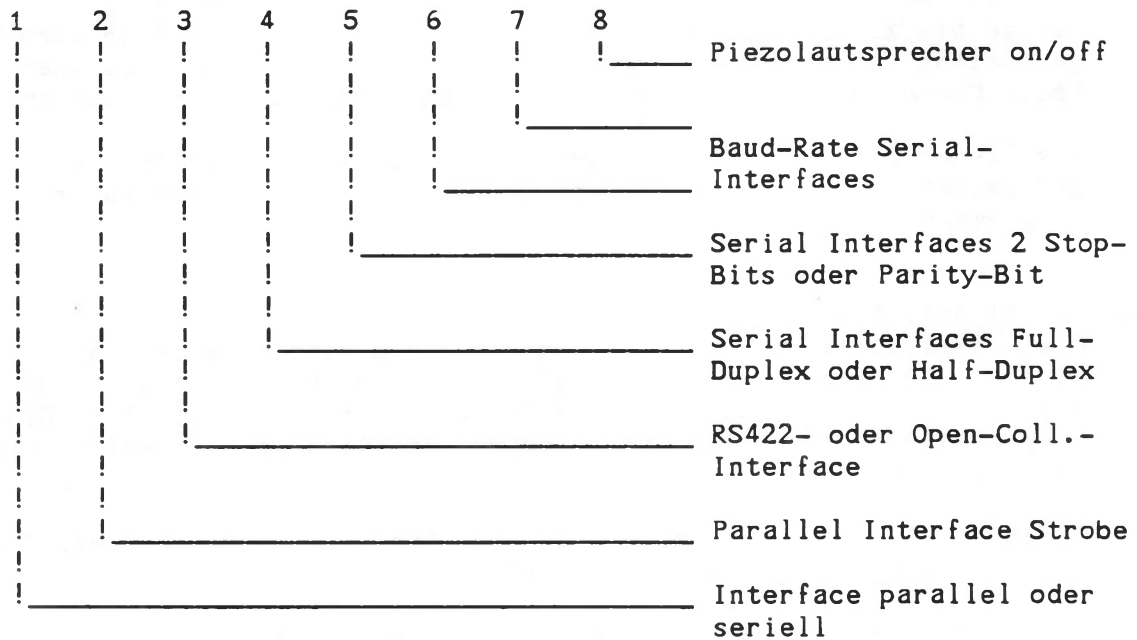 1 2 3 4 5 6 7 8
Piezolautsprecher on/off
Baud-Rate Serial-
Interfaces
Serial Interfaces 2 Stop-
Bits oder Parity-Bit
Serial Interfaces Full-
Duplex oder Half-Duplex
RS422- oder Open-Coll.-
Interface
Parallel Interface Strobe
Interface parallel oder
seriell